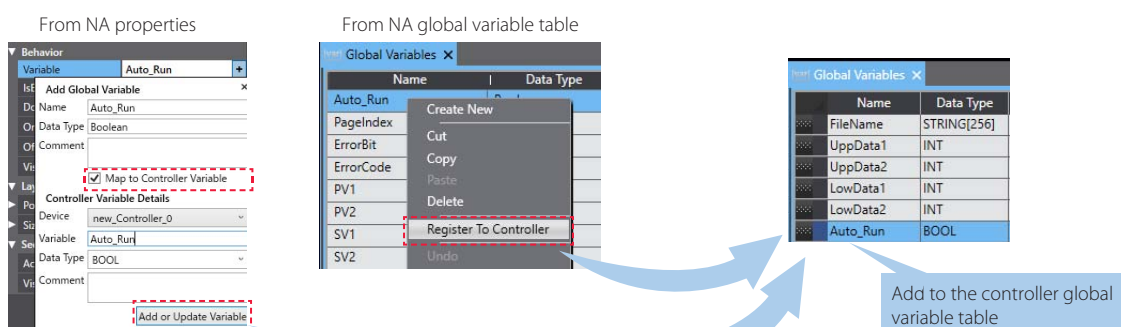 From NA properties
From NA global variable table
Behavior
Variable Auto_Run +
Add Global Variable ×
Name Auto_Run
Data Type Boolean
Comment
Map to Controller Variable
Controller Variable Details
Device new_Controller_0
Variable Auto_Run
Data Type BOOL
Comment
Add or Update Variable
Global Variables X
Name Data Type
Auto_Run
PageIndex
ErrorBit
ErrorCode
PV1
PV2
SV1
SV2
Create New
Cut
Copy
Paste
Delete
Register To Controller
Undo
Global Variables X
Name Data Type
FileName STRING[256]
UppData1 INT
UppData2 INT
LowData1 INT
LowData2 INT
Auto_Run BOOL
Add to the controller global
variable table